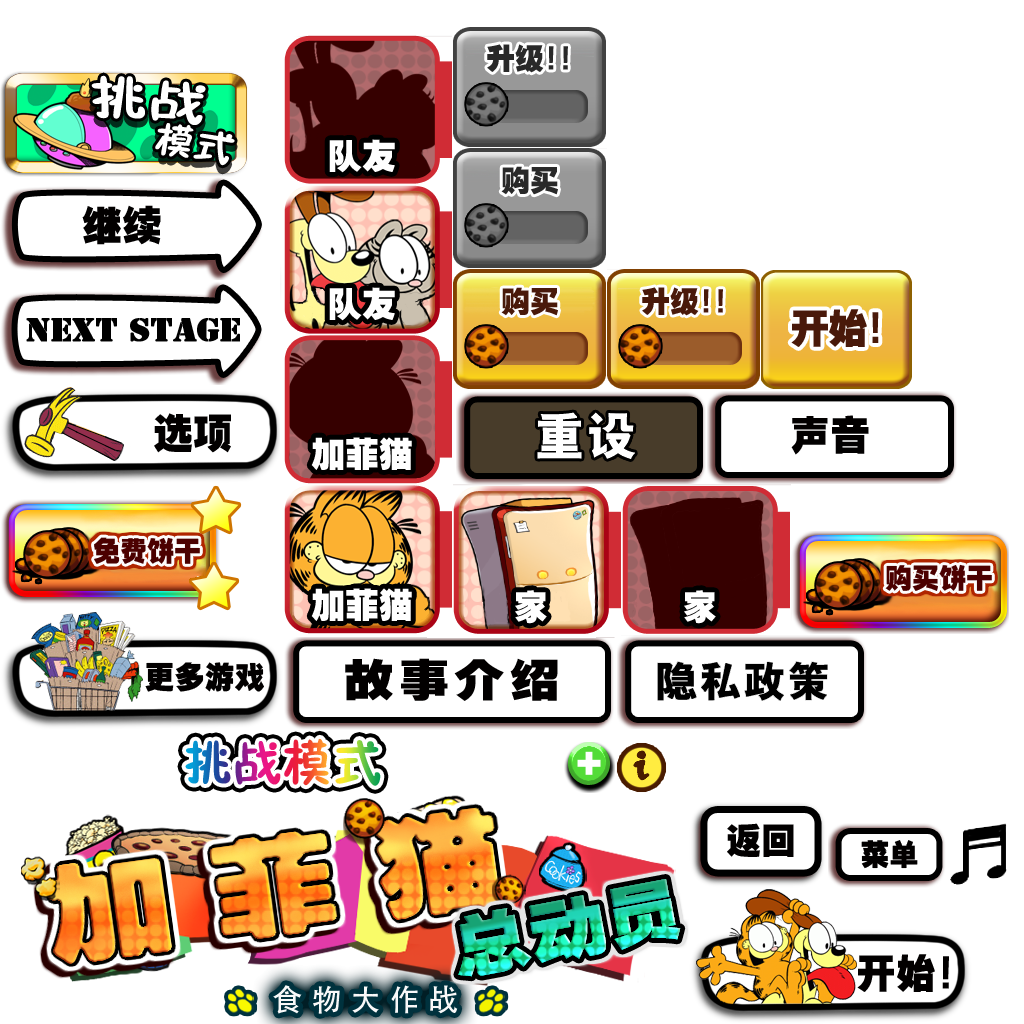 挑战
模式
队友
升级!!
购买
继续
队友
购买
升级!!
开始!
NEXT STAGE
加菲猫
选项
重设
声音
免费饼干
加菲猫
家
家
购买饼干
更多游戏
故事介绍
隐私政策
挑战模式
i
加菲猫
COOKIES
总动员
返回
菜单
开始!
食物大作战